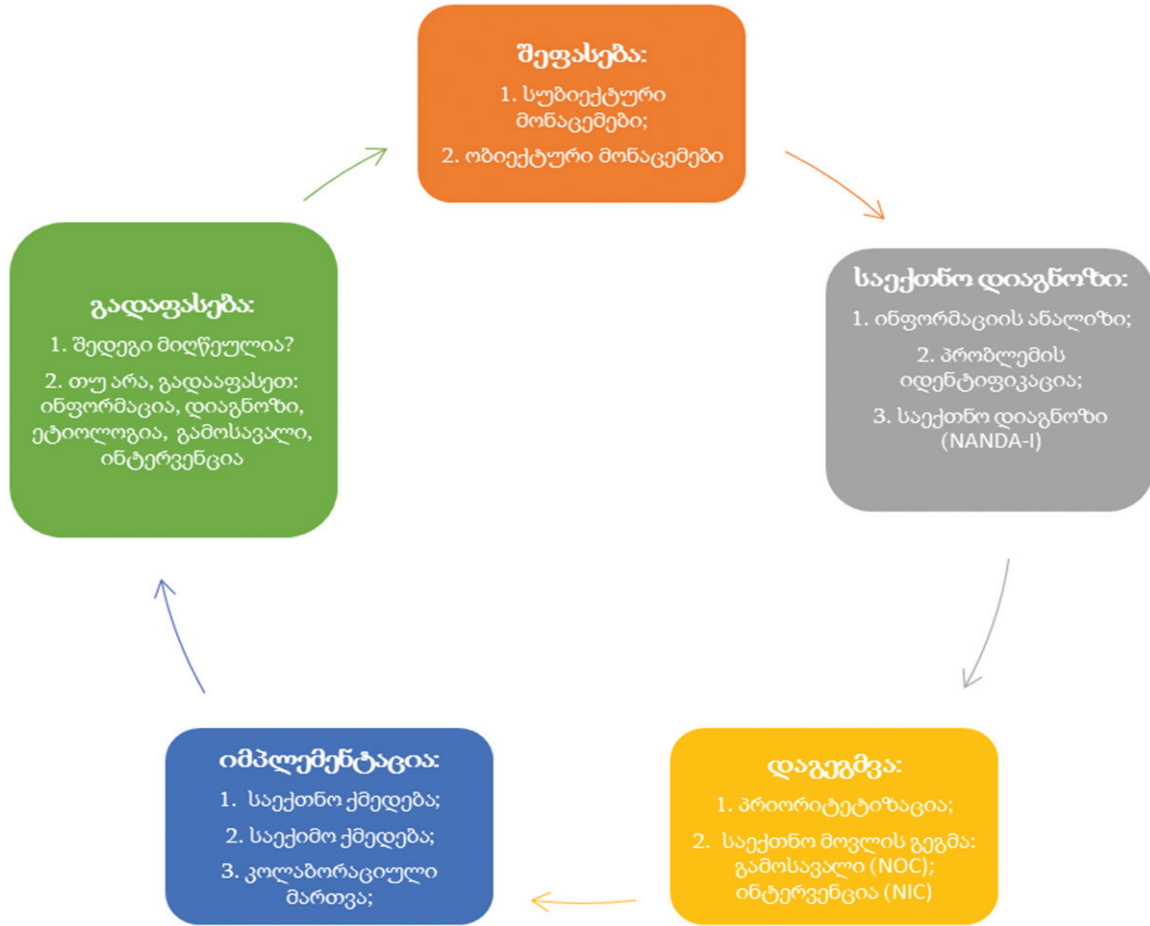 შეფასება:
1. სუბიექტური
მონაცემები;
2. ობიექტური მონაცემები
საექთნო დიაგნოზი:
1. ინფორმაციის ანალიზი;
2. პრობლემის
იდენტიფიკაცია;
3. საექთნო დიაგნოზი
(NANDA-I)
დაგეგმვა:
1. პრიორიტეტიზაცია;
2. საექთნო მოვლის გეგმა:
გამოსავალი (NOC);
ინტერვენცია (NIC)
იმპლემენტაცია:
1. საექთნო ქმედება;
2. საექიმო ქმედება;
3. კოლაბორაციული
მართვა;
გადაფასება:
1. შედეგი მიღწეულია?
2. თუ არა, გადააფასეთ:
ინფორმაცია, დიაგნოზი,
ეტიოლოგია, გამოსავალი,
ინტერვენცია